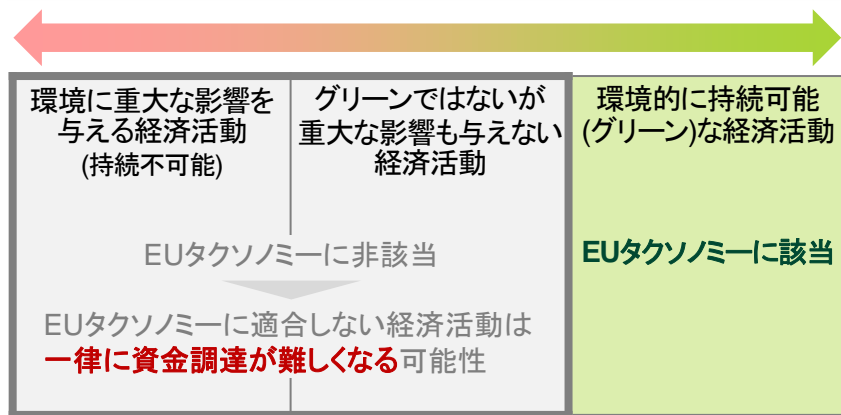 環境に重大な影響を
与える経済活動
(持続不可能)
グリーンではないが
重大な影響も与えない
経済活動
環境的に持続可能
(グリーン)な経済活動
EUタクソノミーに非該当
EUタクソノミーに該当
EUタクソノミーに適合しない経済活動は
一律に資金調達が難しくなる可能性